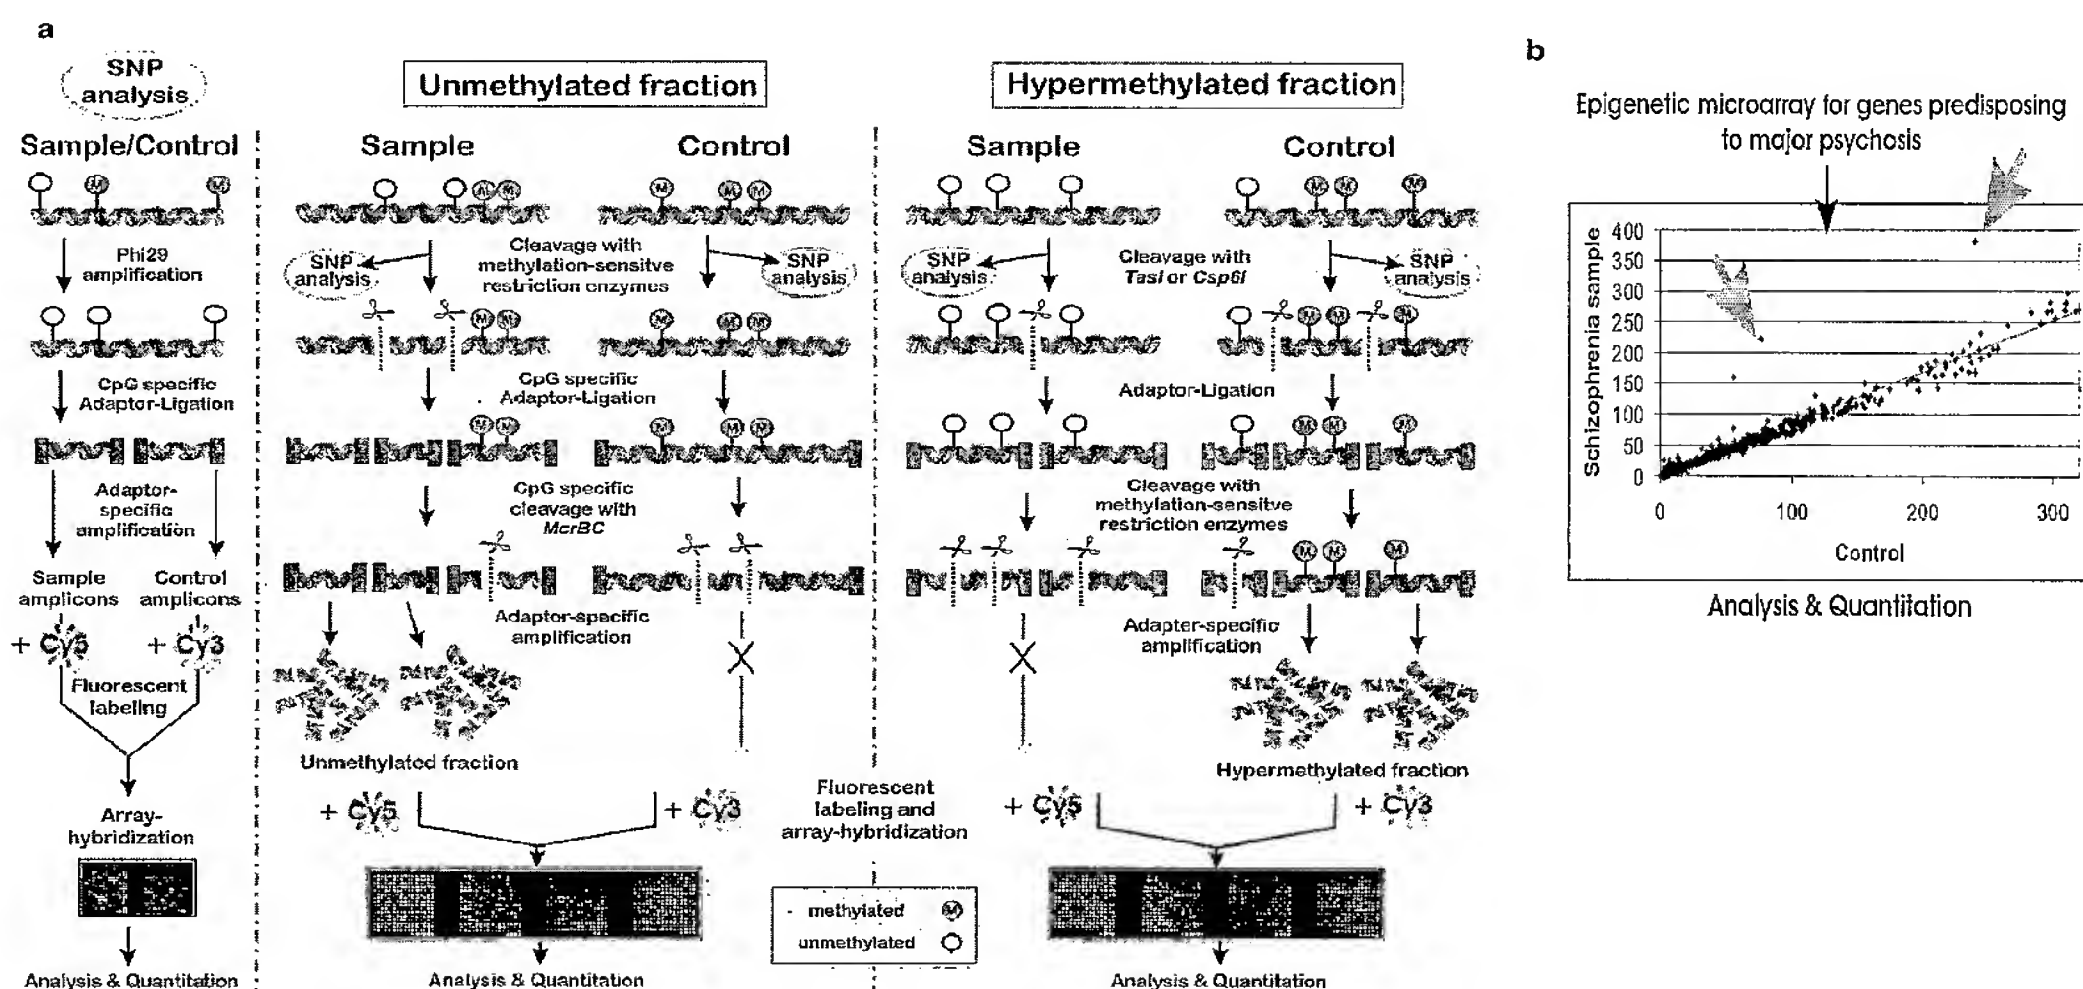 a
SNP
analysis
Sample/Control
Phi29
amplification
CpG specific
Adaptor-Ligation
Adaptor-
specific
amplification
Sample
amplicons
Control
amplicons
+ Cy5
+ Cy3
Fluorescent
labeling
Array-
hybridization
Analysis & Quantitation
Unmethylated fraction
Sample
Control
M M
M M M
Cleavage with
methylation-sensitve
restriction enzymes
SNP
analysis
SNP
analysis
CpG specific
Adaptor-Ligation
CpG specific
cleavage with
McrBC
Adaptor-specific
amplification
Unmethylated fraction
+ Cy5
+ Cy3
Fluorescent
labeling and
array-hybridization
Analysis & Quantitation
methylated M
unmethylated
Hypermethylated fraction
Sample
Control
M M M
Cleavage with
TasI or Csp6I
SNP
analysis
SNP
analysis
Adaptor-Ligation
Cleavage with
methylation-sensitve
restriction enzymes
Adapter-specific
amplification
Hypermethylated fraction
+ Cy5
+ Cy3
Analysis & Quantitation
b
Epigenetic microarray for genes predisposing
to major psychosis
Schizophrenia sample
400
350
300
250
200
150
100
50
0
0 100 200 300
Control
Analysis & Quantitation